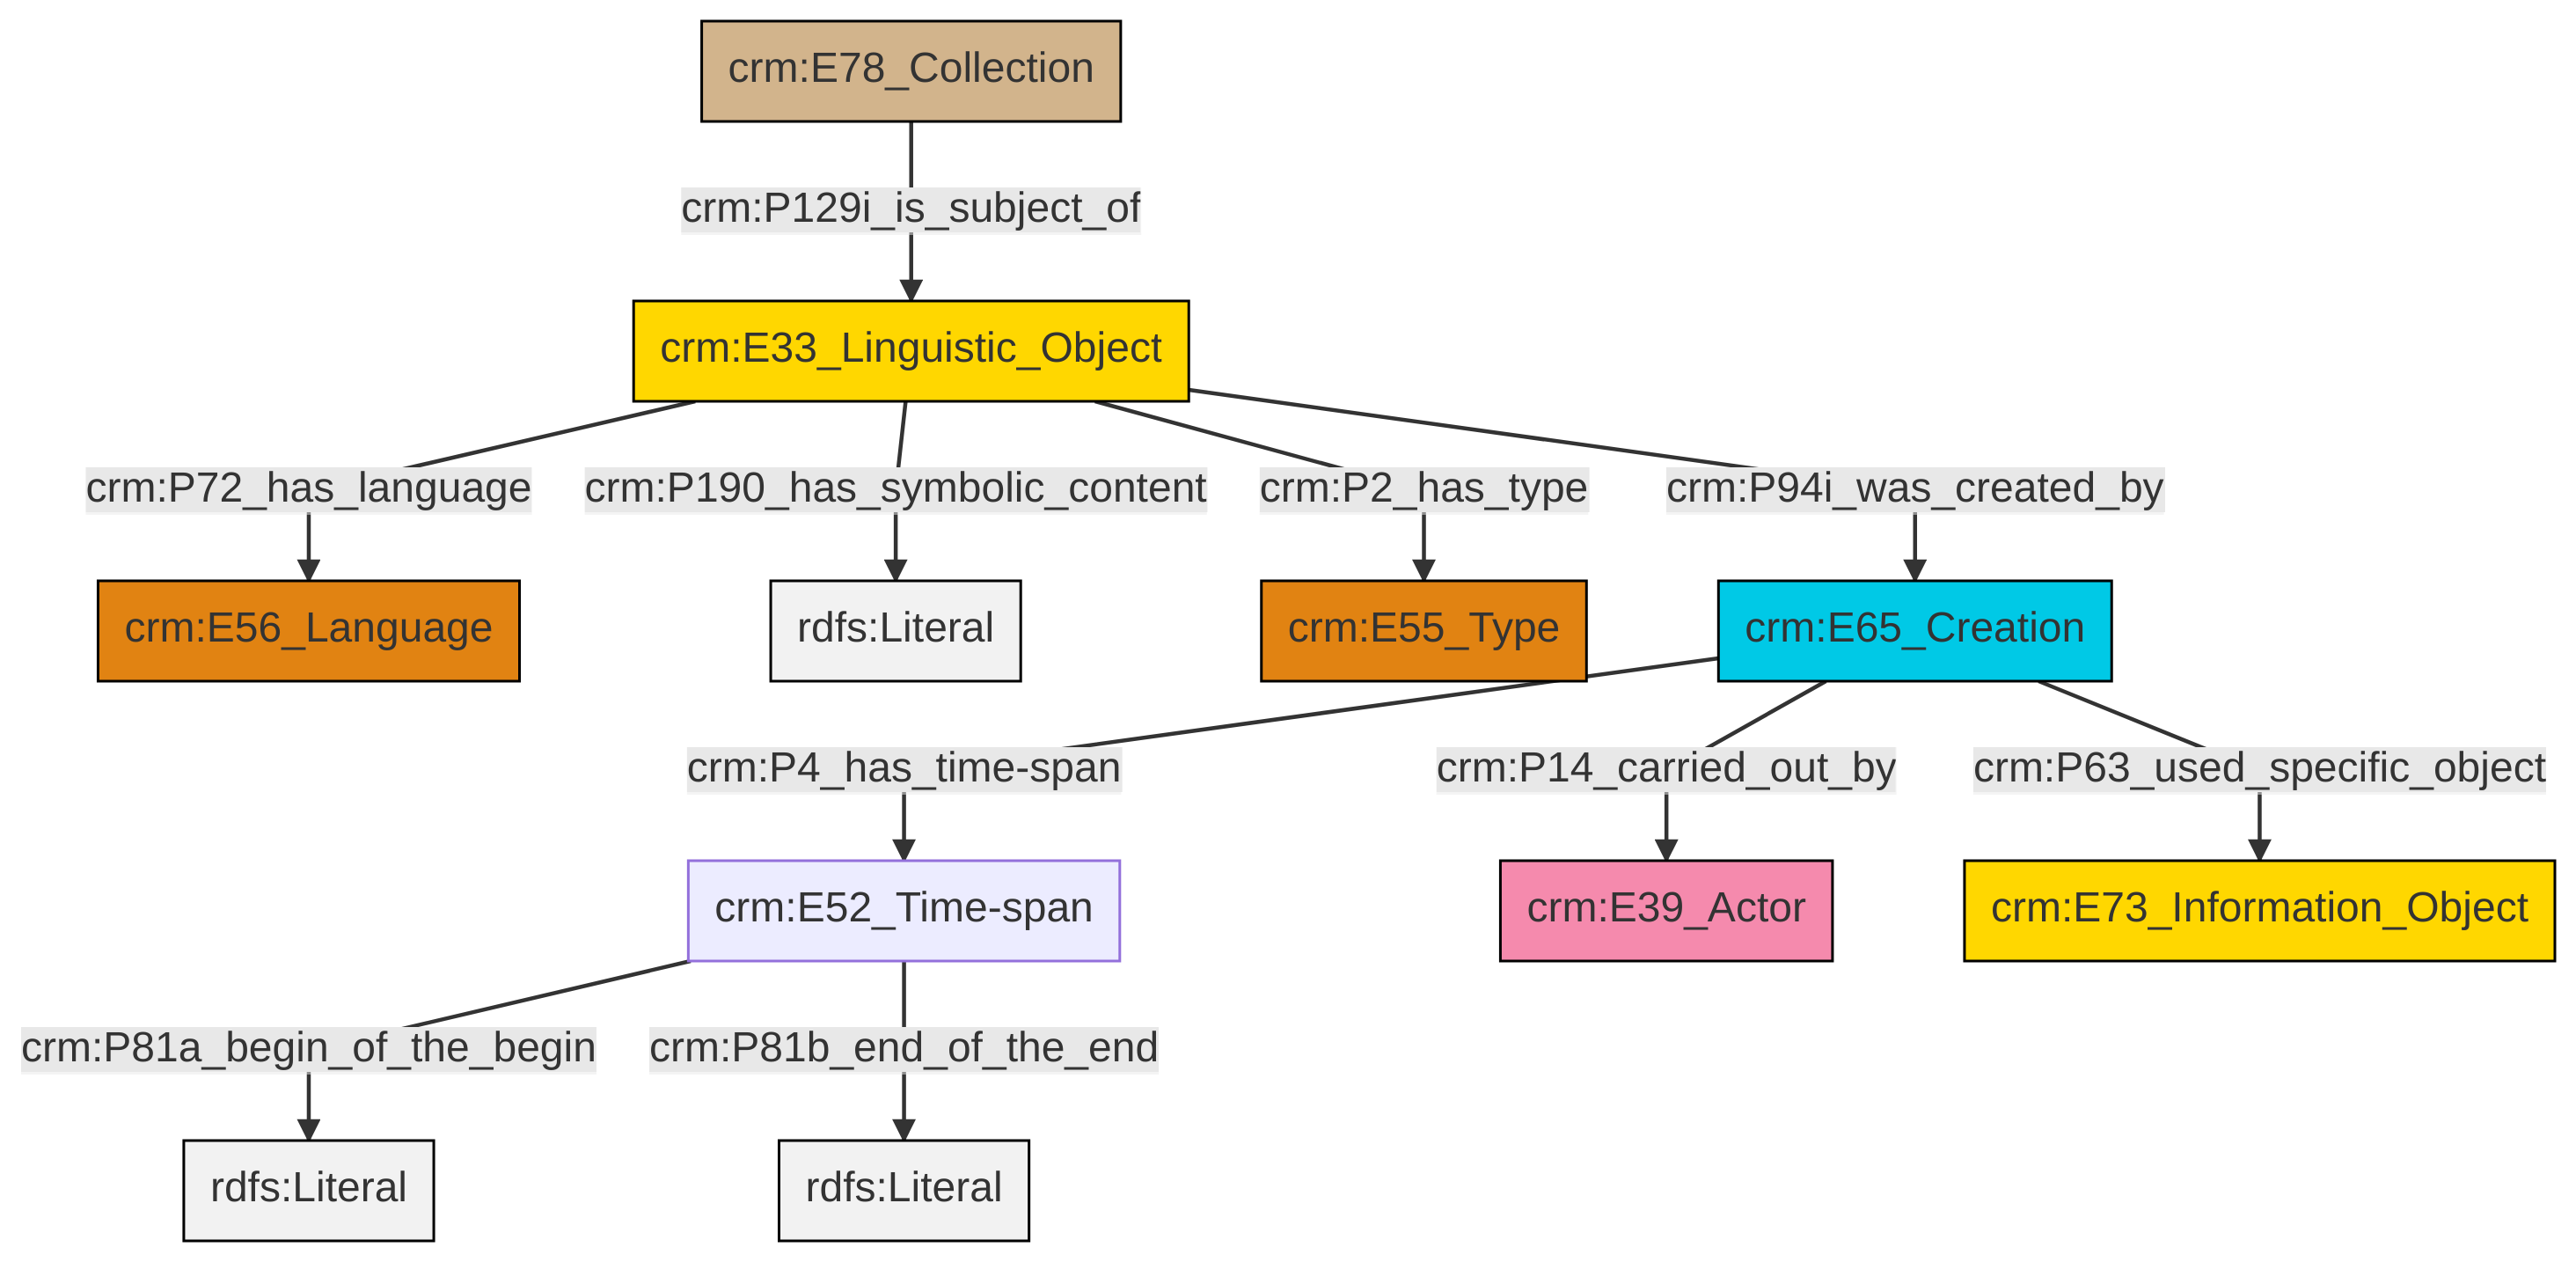 crm:E78_Collection
crm:P129i_is_subject_of
crm:E33_Linguistic_Object
crm:P72_has_language
crm:P190_has_symbolic_content
crm:P2_has_type
crm:P94i_was_created_by
crm:E56_Language
rdfs:Literal
crm:E55_Type
crm:E65_Creation
crm:P4_has_time-span
crm:P14_carried_out_by
crm:P63_used_specific_object
crm:E52_Time-span
crm:E39_Actor
crm:E73_Information_Object
crm:P81a_begin_of_the_begin
crm:P81b_end_of_the_end
rdfs:Literal
rdfs:Literal